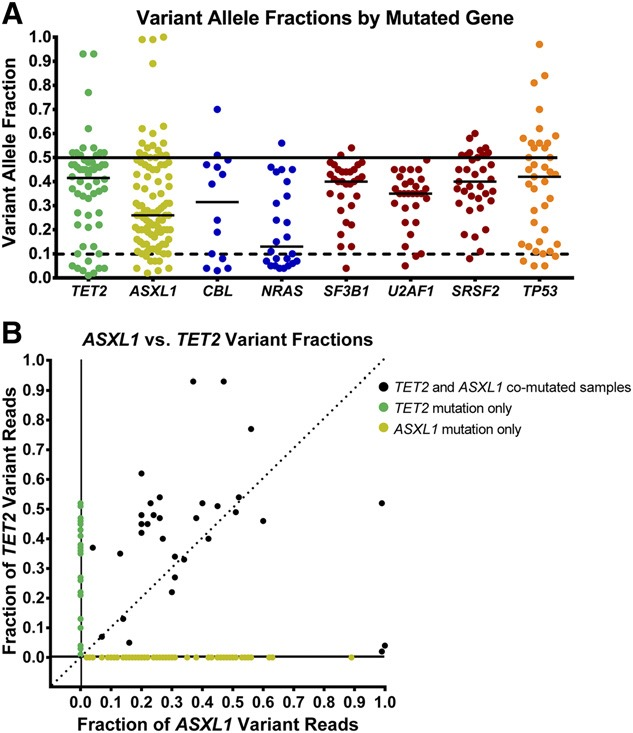 A
Variant Allele Fractions by Mutated Gene
Variant Allele Fraction
1.0
0.9
0.8
0.7
0.6
0.5
0.4
0.3
0.2
0.1
0.0
TET2 ASXL1 CBL NRAS SF3B1 U2AF1 SRSF2 TP53
B
ASXL1 vs. TET2 Variant Fractions
Fraction of TET2 Variant Reads
1.0
0.9
0.8
0.7
0.6
0.5
0.4
0.3
0.2
0.1
0.0
0.0 0.1 0.2 0.3 0.4 0.5 0.6 0.7 0.8 0.9 1.0
Fraction of ASXL1 Variant Reads
TET2 and ASXL1 co-mutated samples
TET2 mutation only
ASXL1 mutation only